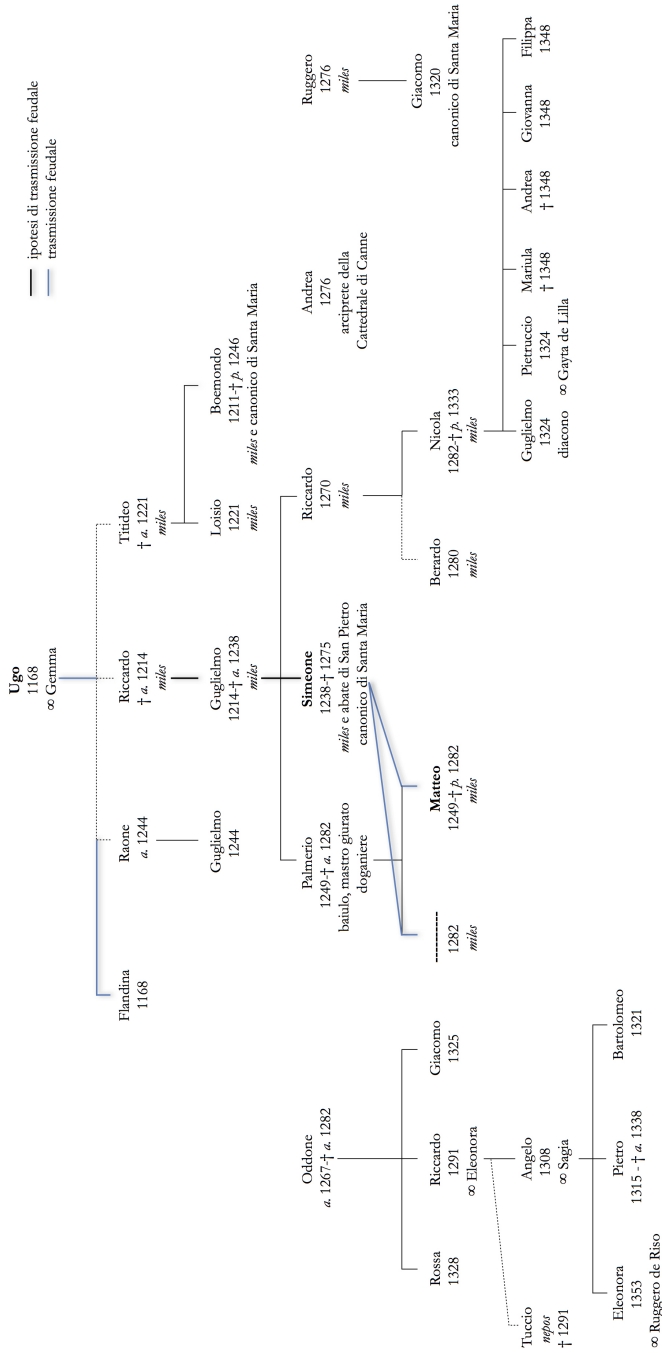 ipotesi di trasmissione feudale
trasmissione feudale
Ugo
1168
∞ Gemma
Flandina
1168
Raone
a. 1244
Riccardo
† a. 1214
miles
Titideo
† a. 1221
miles
Guglielmo
1244
Guglielmo
1214-† a. 1238
miles
Loisio
1221
miles
Boemondo
1211-† p. 1246
miles e canonico di Santa Maria
Oddone
a. 1267-† a. 1282
Palmerio
1249-† a. 1282
baiulo, mastro giurato
doganiere
Simeone
1238-† 1275
miles e abate di San Pietro
canonico di Santa Maria
Riccardo
1270
miles
Andrea
1276
arciprete della
Cattedrale di Canne
Ruggero
1276
miles
Rossa
1328
Riccardo
1291
∞ Eleonora
Giacomo
1325
---------
1282
miles
Matteo
1249-† p. 1282
miles
Berardo
1280
miles
Nicola
1282-† p. 1333
miles
Giacomo
1320
canonico di Santa Maria
Tuccio
nepos
† 1291
Angelo
1308
∞ Sagia
Guglielmo
1324
diacono
Pietruccio
1324
∞ Gayta de Lilla
Mariula
† 1348
Andrea
† 1348
Giovanna
1348
Filippa
1348
Eleonora
1353
∞ Ruggero de Riso
Pietro
1315 - † a. 1338
Bartolomeo
1321